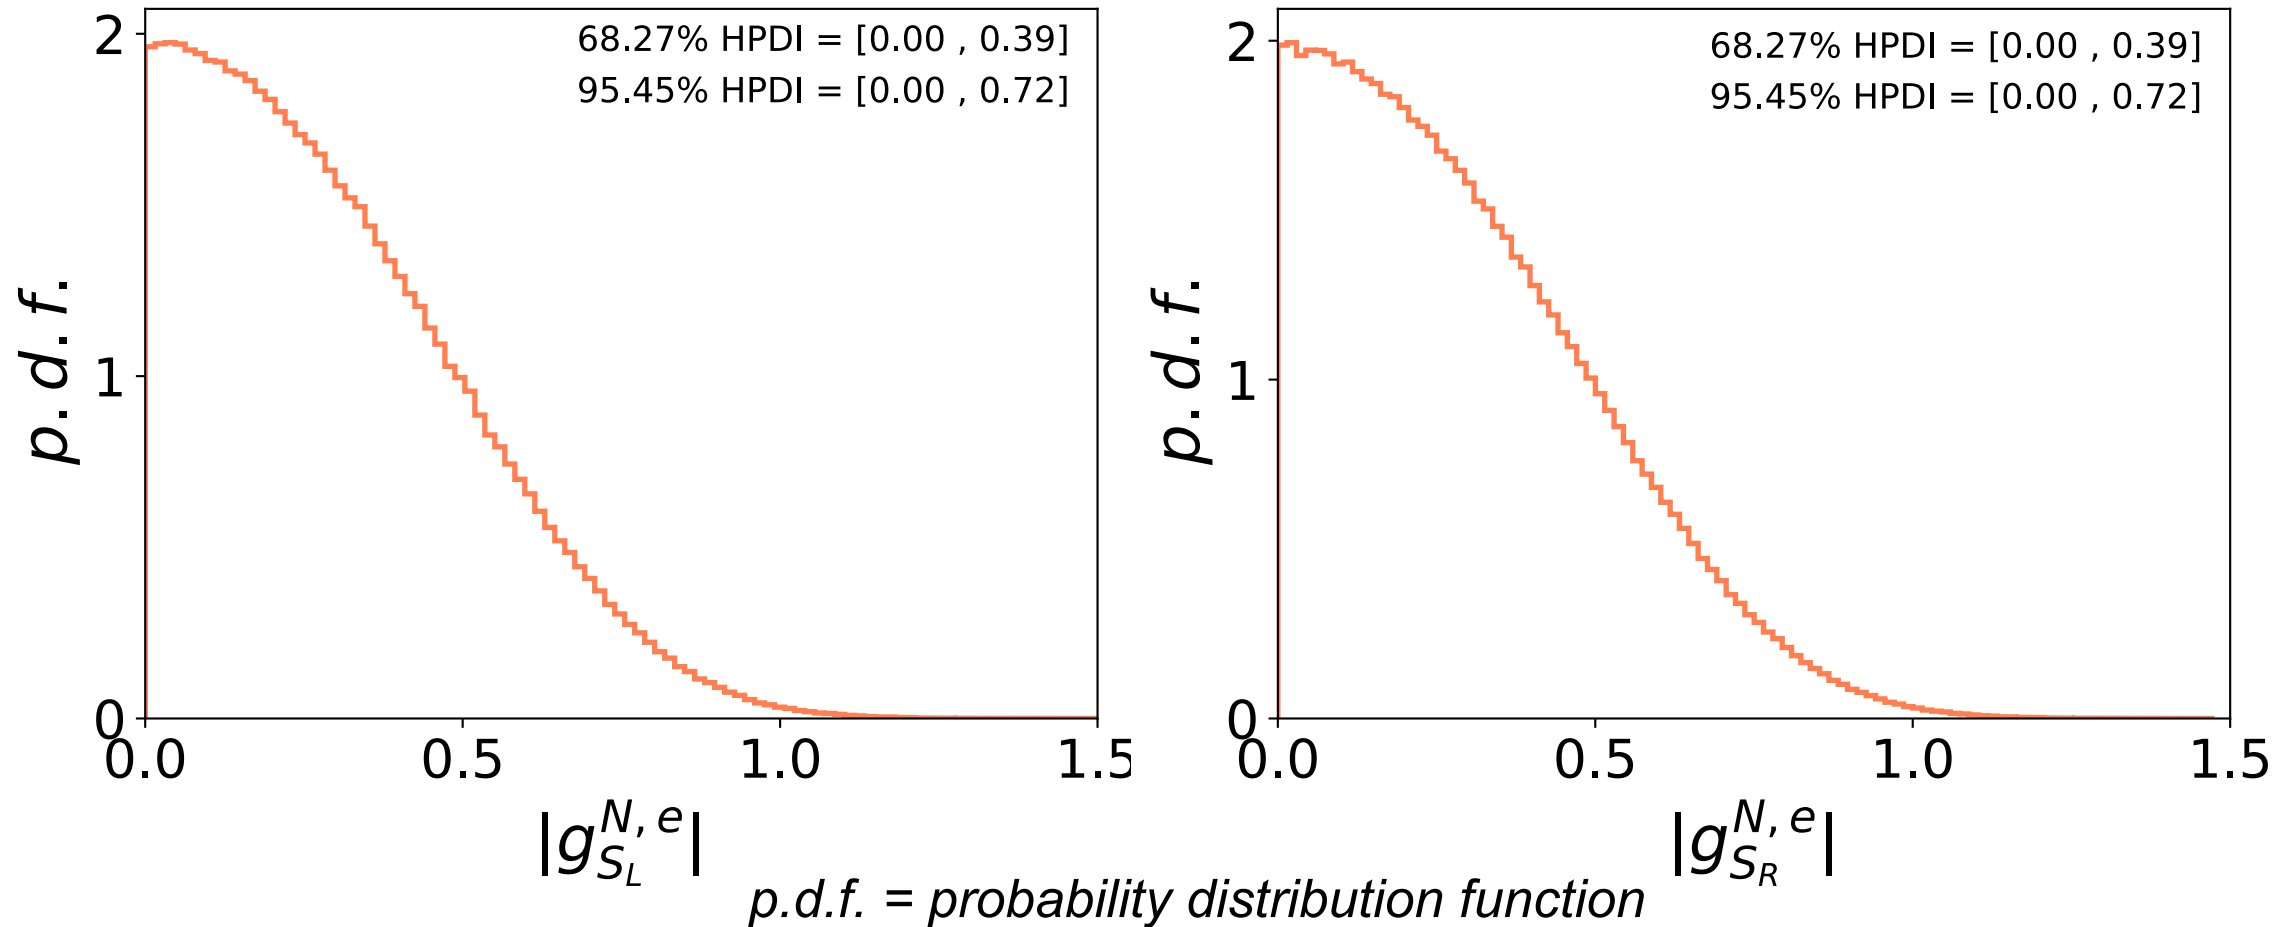 68.27% HPDI = [0.00 , 0.39]
95.45% HPDI = [0.00 , 0.72]
2
1
0
p.d.f.
0.0 0.5 1.0 1.5
|g_{S_L}^{N, e}|
68.27% HPDI = [0.00 , 0.39]
95.45% HPDI = [0.00 , 0.72]
2
1
0
p.d.f.
0.0 0.5 1.0 1.5
|g_{S_R}^{N, e}|
p.d.f. = probability distribution function